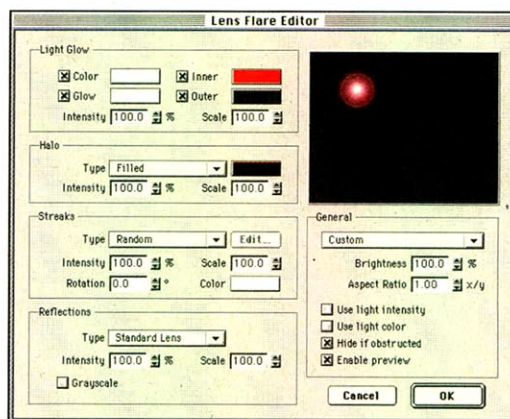 Lens Flare Editor
Light Glow
Color
Inner
Glow
Outer
Intensity 100.0 % Scale 100.0
Halo
Type Filled
Intensity 100.0 % Scale 100.0
Streaks
Type Random Edit...
Intensity 100.0 % Scale 100.0
Rotation 0.0 ° Color
Reflections
Type Standard Lens
Intensity 100.0 % Scale 100.0
Grayscale
General
Custom
Brightness 100.0 %
Aspect Ratio 1.00 x/y
Use light intensity
Use light color
Hide if obstructed
Enable preview
Cancel OK